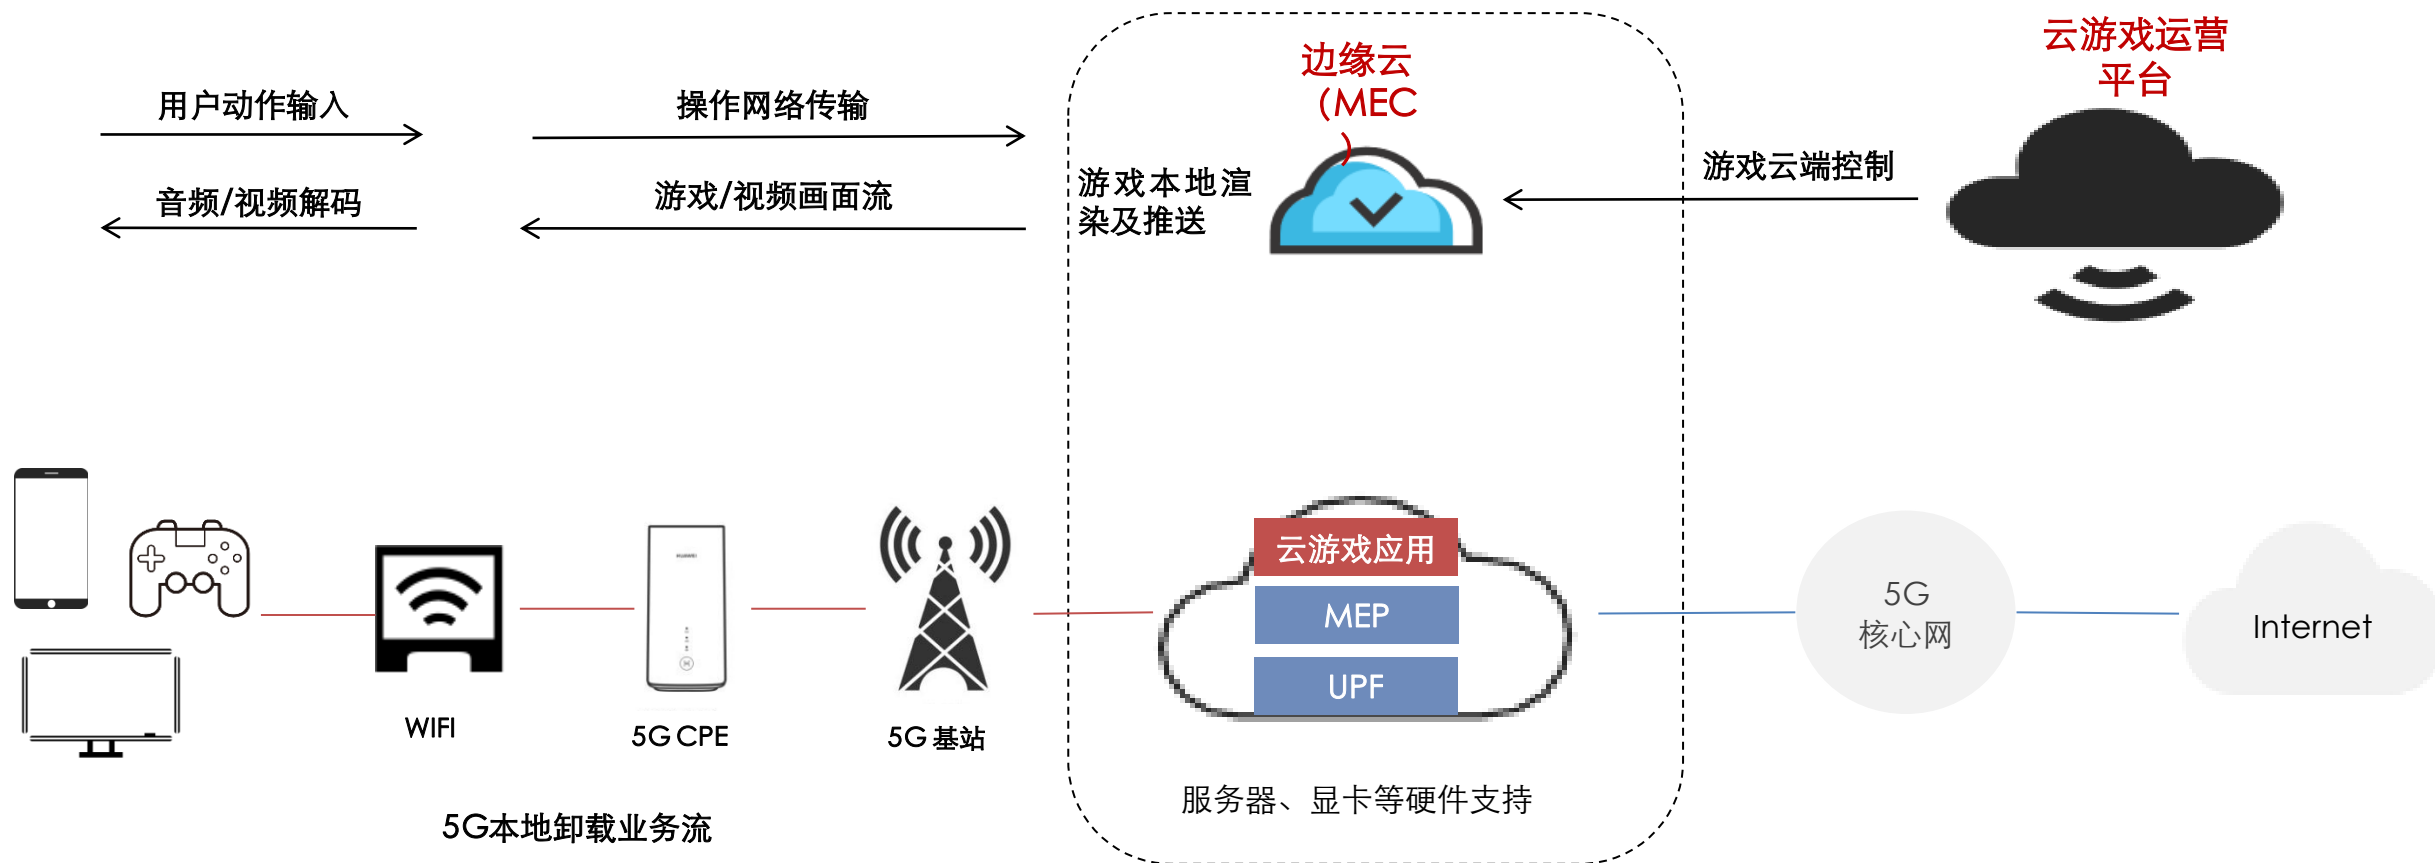 云游戏运营
平台
边缘云
（MEC
）
用户动作输入
操作网络传输
音频/视频解码
游戏/视频画面流
游戏本地渲
染及推送
游戏云端控制
云游戏应用
MEP
UPF
5G
核心网
Internet
WIFI
5G CPE
5G 基站
服务器、显卡等硬件支持
5G本地卸载业务流